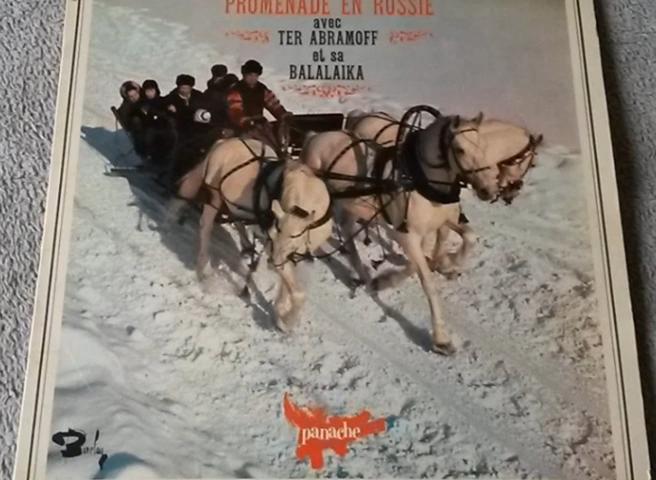 PROMENADE EN RUSSIE
avec
TER ABRAMOFF
et sa
BALALAIKA
panache
Barclay